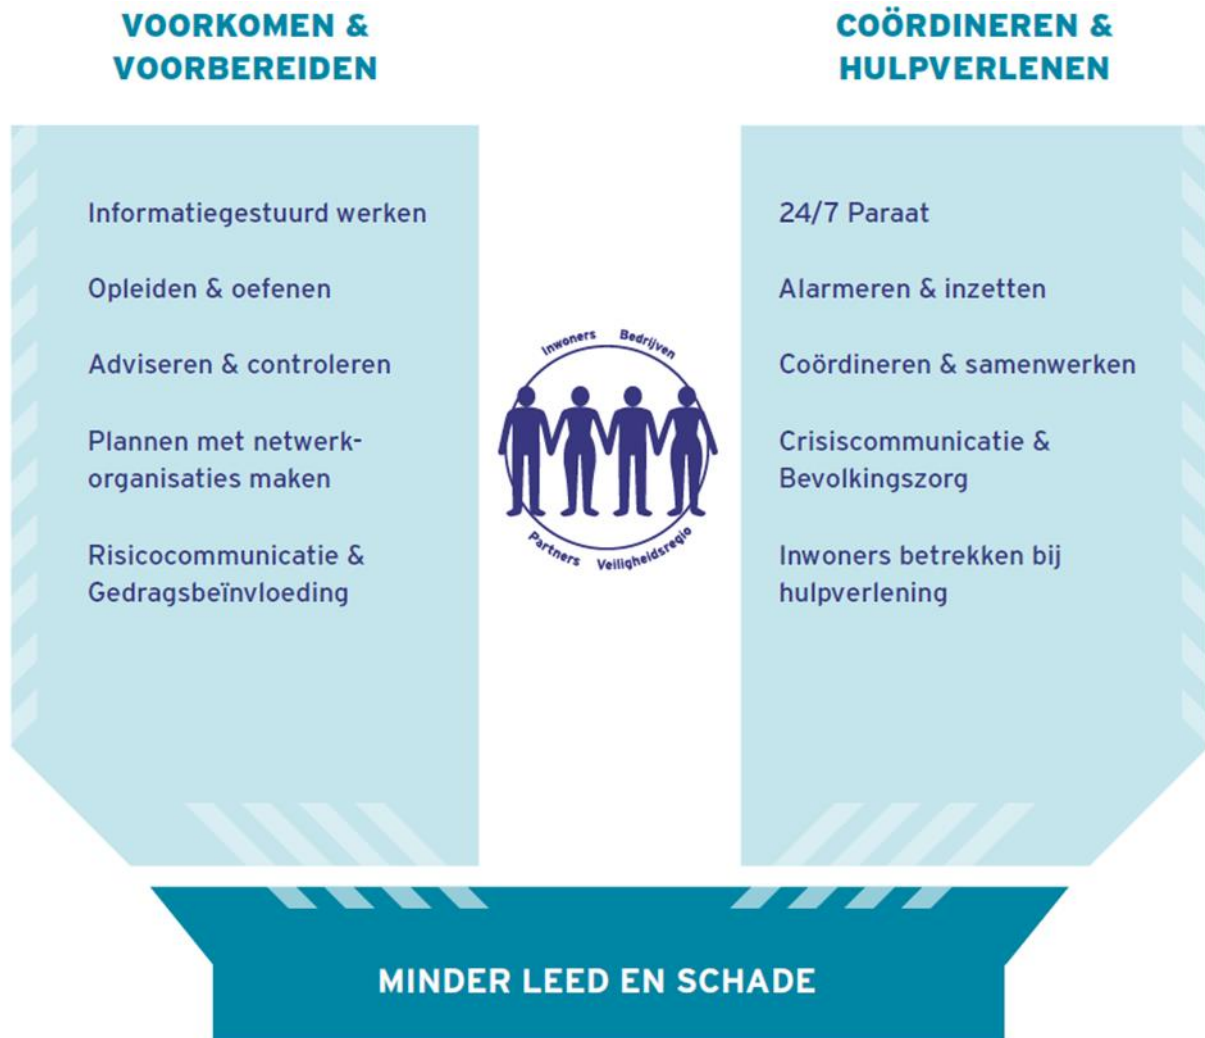 VOORKOMEN &
VOORBEREIDEN
Informatiegestuurd werken
Opleiden & oefenen
Adviseren & controleren
Plannen met netwerk-
organisaties maken
Risicocommunicatie &
Gedragsbeïnvloeding
Inwoners Bedrijven
Partners Veiligheidsregio
COÖRDINEREN &
HULPVERLENEN
24/7 Paraat
Alarmeren & inzetten
Coördineren & samenwerken
Crisiscommunicatie &
Bevolkingszorg
Inwoners betrekken bij
hulpverlening
MINDER LEED EN SCHADE